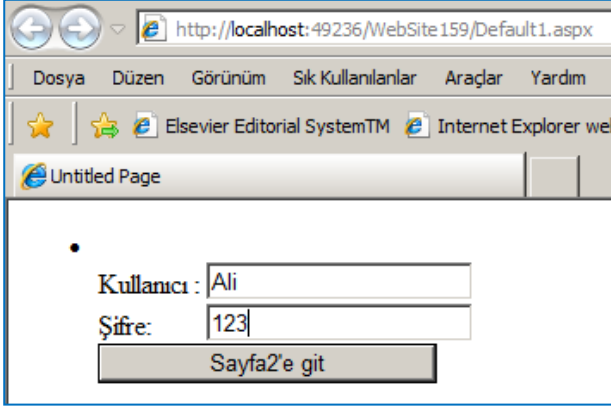 http://localhost:49236/WebSite159/Default1.aspx
Dosya Düzen Görünüm Sık Kullanılanlar Araçlar Yardım
Elsevier Editorial SystemTM Internet Explorer
Untitled Page
Kullanıcı : Ali
Şifre: 123
Sayfa2'e git